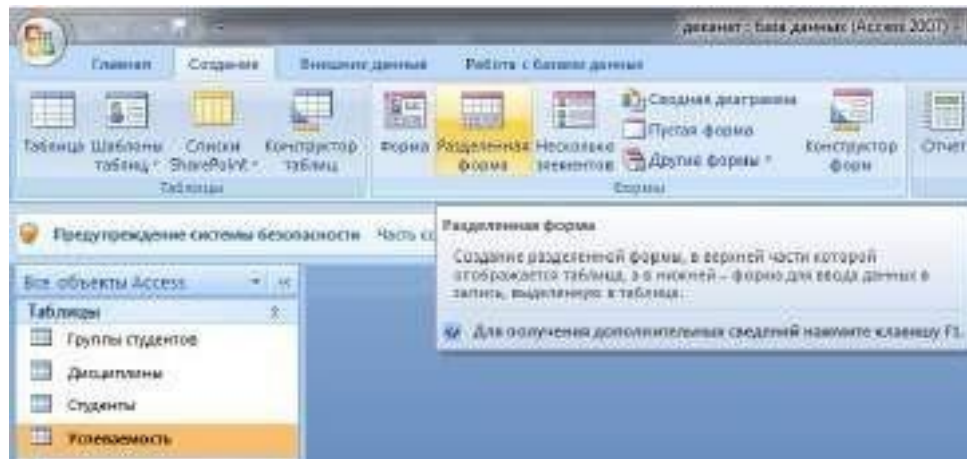 деканат : база данных (Access 2007) -
Главная Создание Внешние данные Работа с базами данных
Таблица Шаблоны таблиц Списки SharePoint Конструктор таблиц
Таблицы
Форма Разделенная форма Несколько элементов
Сводная диаграмма
Пустая форма
Другие формы
Конструктор форм
Формы
Отчет
Предупреждение системы безопасности Часть
Разделенная форма
Создание разделенной формы, в верхней части которой
отображается таблица, а в нижней – форма для ввода данных в
запись, выделенную в таблице.
Для получения дополнительных сведений нажмите клавишу F1.
Все объекты Access
Таблицы
Группы студентов
Дисциплины
Студенты
Успеваемость